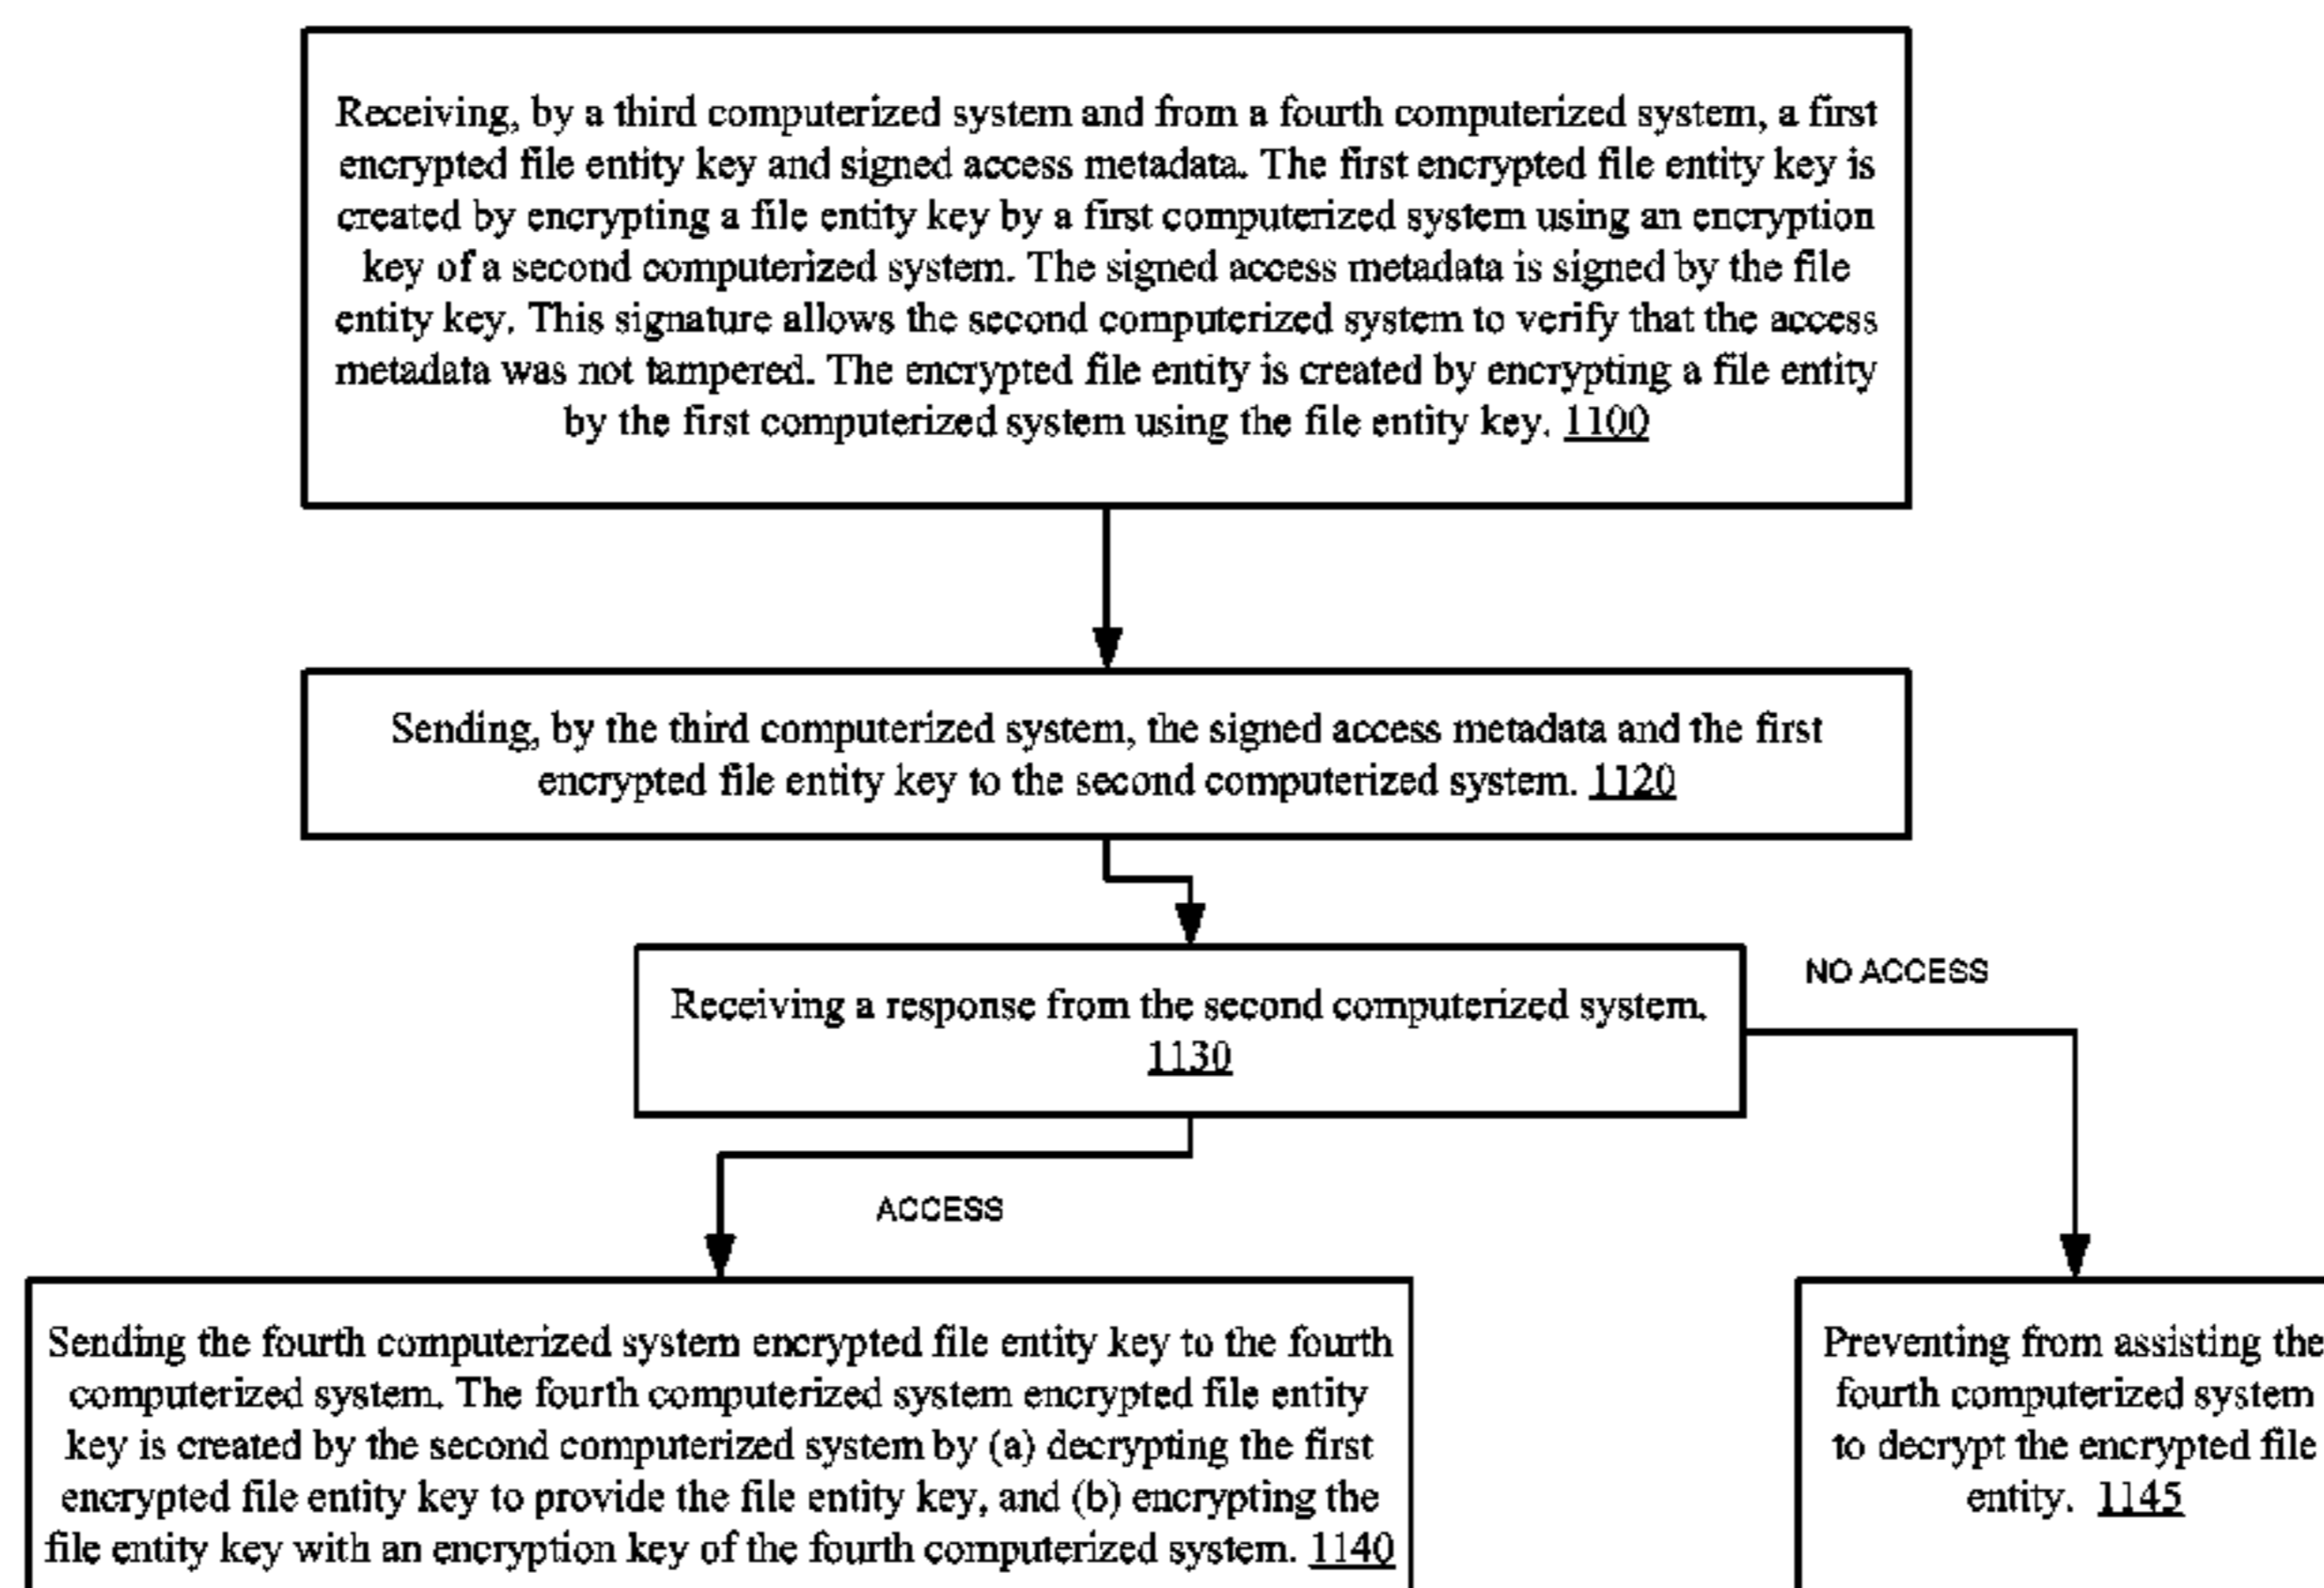 Receiving, by a third computerized system and from a fourth computerized system, a first
encrypted file entity key and signed access metadata. The first encrypted file entity key is
created by encrypting a file entity key by a first computerized system using an encryption
key of a second computerized system. The signed access metadata is signed by the file
entity key. This signature allows the second computerized system to verify that the access
metadata was not tampered. The encrypted file entity is created by encrypting a file entity
by the first computerized system using the file entity key. 1100
Sending, by the third computerized system, the signed access metadata and the first
encrypted file entity key to the second computerized system. 1120
Receiving a response from the second computerized system.
1130
NO ACCESS
ACCESS
Sending the fourth computerized system encrypted file entity key to the fourth
computerized system. The fourth computerized system encrypted file entity
key is created by the second computerized system by (a) decrypting the first
encrypted file entity key to provide the file entity key, and (b) encrypting the
file entity key with an encryption key of the fourth computerized system. 1140
Preventing from assisting the
fourth computerized system
to decrypt the encrypted file
entity. 1145